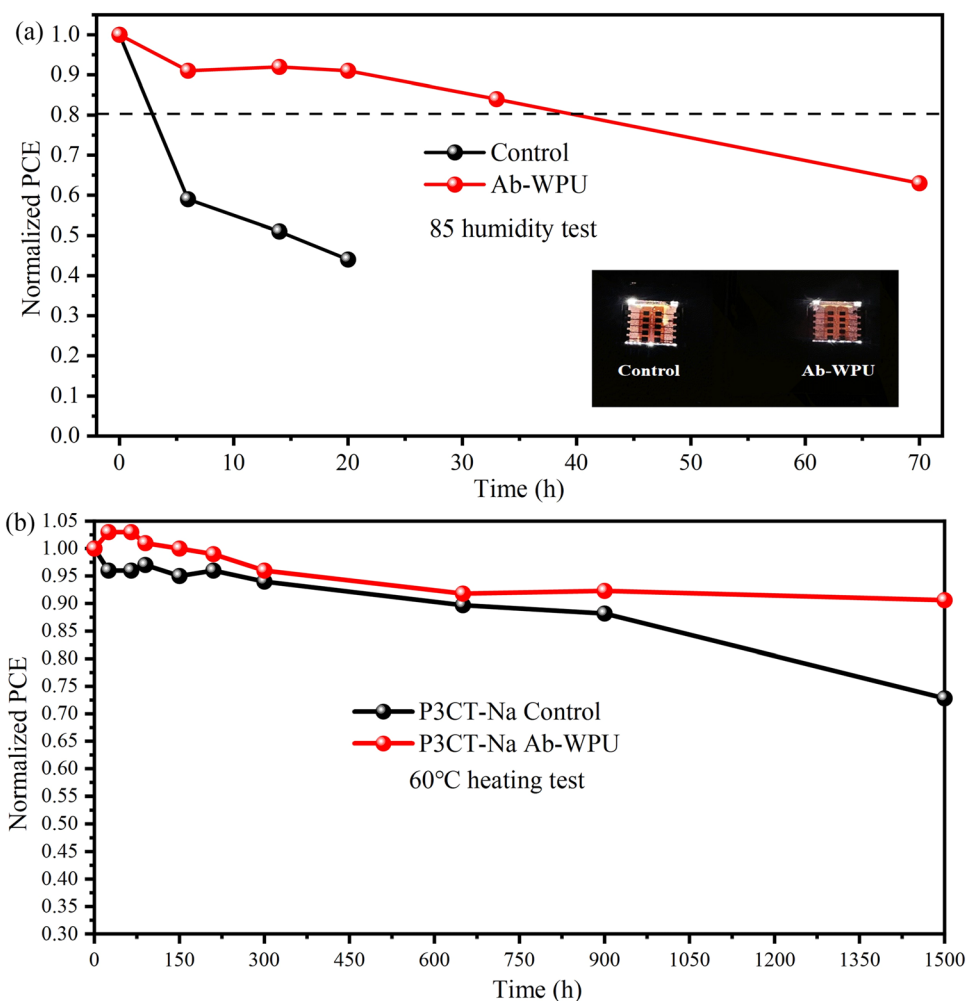 (a)
1.0
0.9
0.8
0.7
0.6
0.5
0.4
0.3
0.2
0.1
0.0
Normalized PCE
Control
Ab-WPU
85 humidity test
Control Ab-WPU
0 10 20 30 40 50 60 70
Time (h)
(b)
1.05
1.00
0.95
0.90
0.85
0.80
0.75
0.70
0.65
0.60
0.55
0.50
0.45
0.40
0.35
0.30
Normalized PCE
P3CT-Na Control
P3CT-Na Ab-WPU
60℃ heating test
0 150 300 450 600 750 900 1050 1200 1350 1500
Time (h)